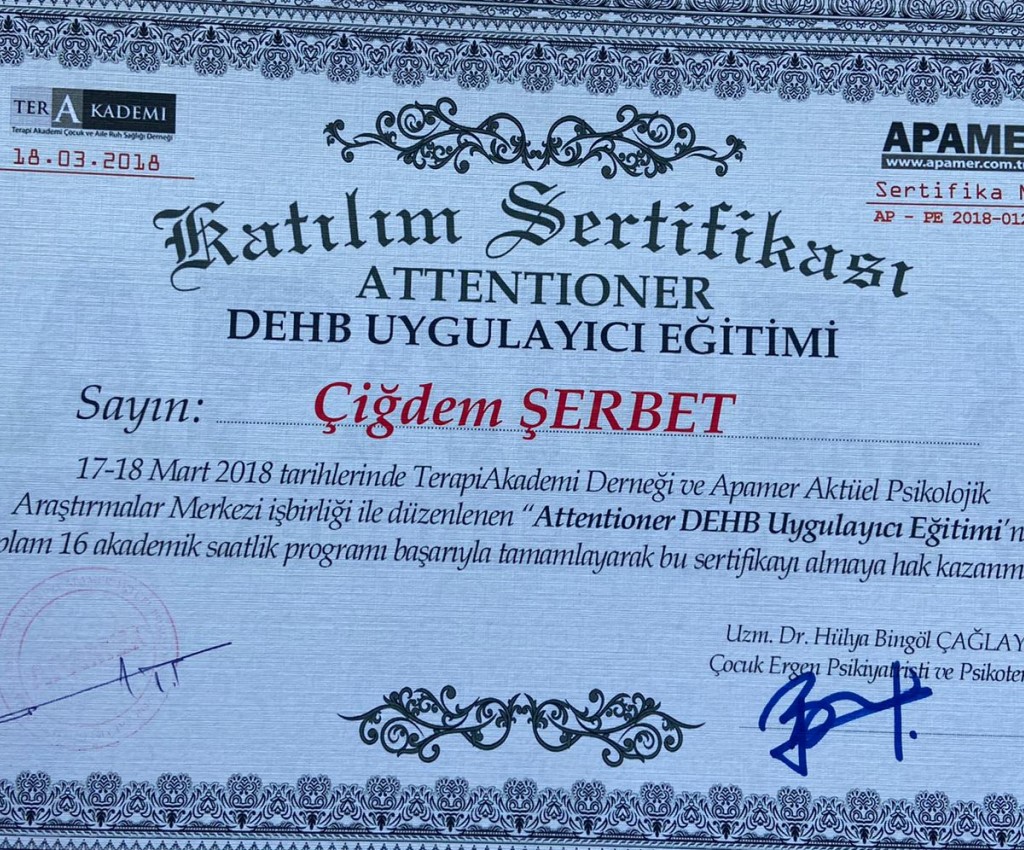 TERAKADEMI
Terapi Akademi Çocuk ve Aile Ruh Sağlığı Derneği
18.03.2018
APAMER
www.apamer.com.tr
Sertifika N
AP - PE 2018-012
Katılım Sertifikası
ATTENTIONER
DEHB UYGULAYICI EĞİTİMİ
Sayın: Çiğdem ŞERBET
17-18 Mart 2018 tarihlerinde TerapiAkademi Derneği ve Apamer Aktüel Psikolojik
Araştırmalar Merkezi işbirliği ile düzenlenen “Attentioner DEHB Uygulayıcı Eğitimi’n
plam 16 akademik saatlik programı başarıyla tamamlayarak bu sertifikayı almaya hak kazanm
Uzm. Dr. Hülya Bingöl ÇAĞLAY
Çocuk Ergen Psikiyatristi ve Psikoter